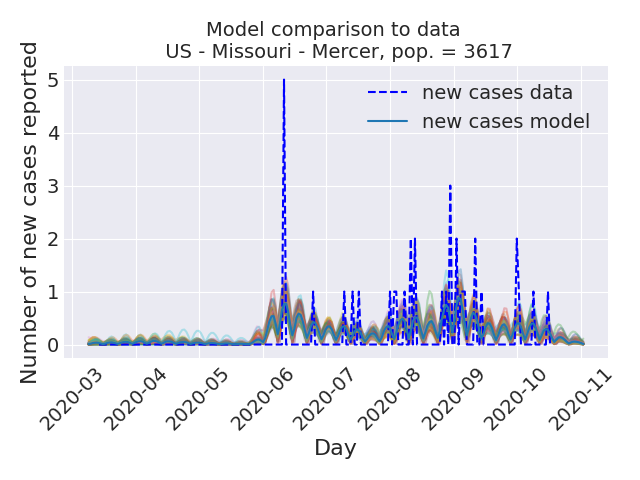 Model comparison to data
US - Missouri - Mercer, pop. = 3617
Number of new cases reported
5
4
3
2
1
0
new cases data
new cases model
2020-03
2020-04
2020-05
2020-06
2020-07
2020-08
2020-09
2020-10
2020-11
Day